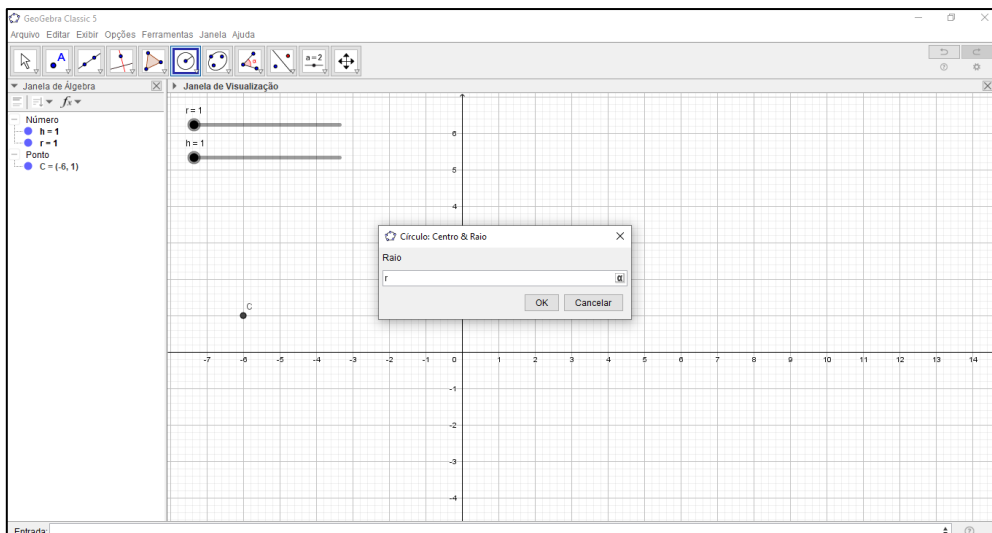 GeoGebra Classic 5
Arquivo Editar Exibir Opções Ferramentas Janela Ajuda
A
a=2
Janela de Álgebra
Janela de Visualização
fx
Número
h = 1
r = 1
Ponto
C = (-6, 1)
r = 1
h = 1
6
5
4
Círculo: Centro & Raio
Raio
r
α
OK Cancelar
C
-7 -6 -5 -4 -3 -2 -1 0 1 2 3 4 5 6 7 8 9 10 11 12 13 14
-1
-2
-3
-4
Entrada: